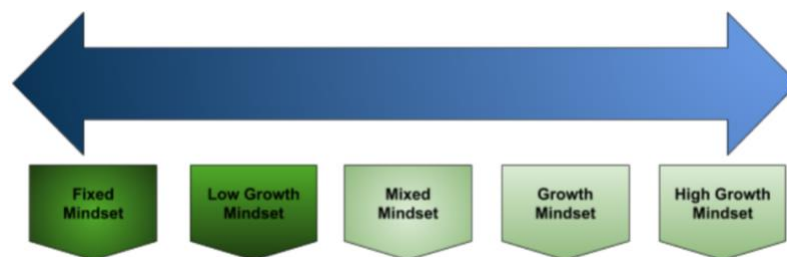 Fixed
Mindset
Low Growth
Mindset
Mixed
Mindset
Growth
Mindset
High Growth
Mindset